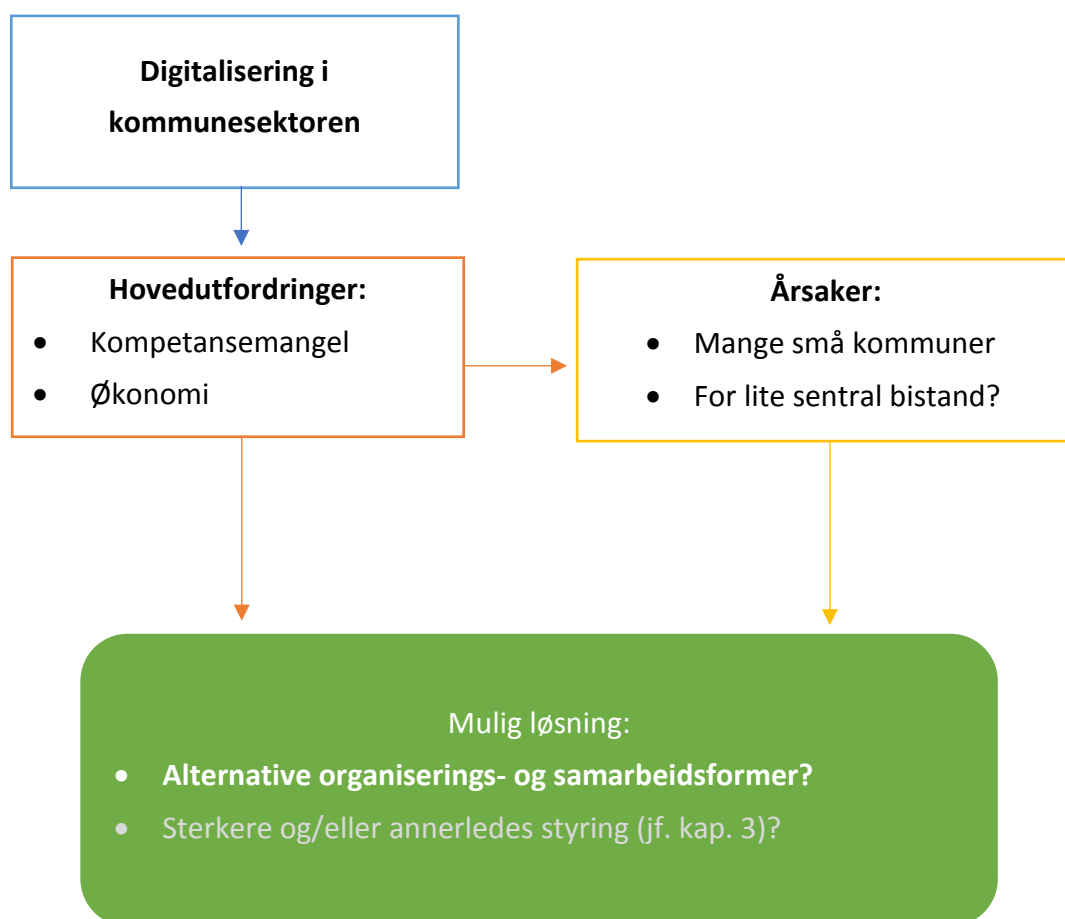 Digitalisering i
kommunesektoren
Hovedutfordringer:
• Kompetansemangel
• Økonomi
Årsaker:
• Mange små kommuner
• For lite sentral bistand?
Mulig løsning:
• Alternative organiserings- og samarbeidsformer?
• Sterkere og/eller annerledes styring (jf. kap. 3)?